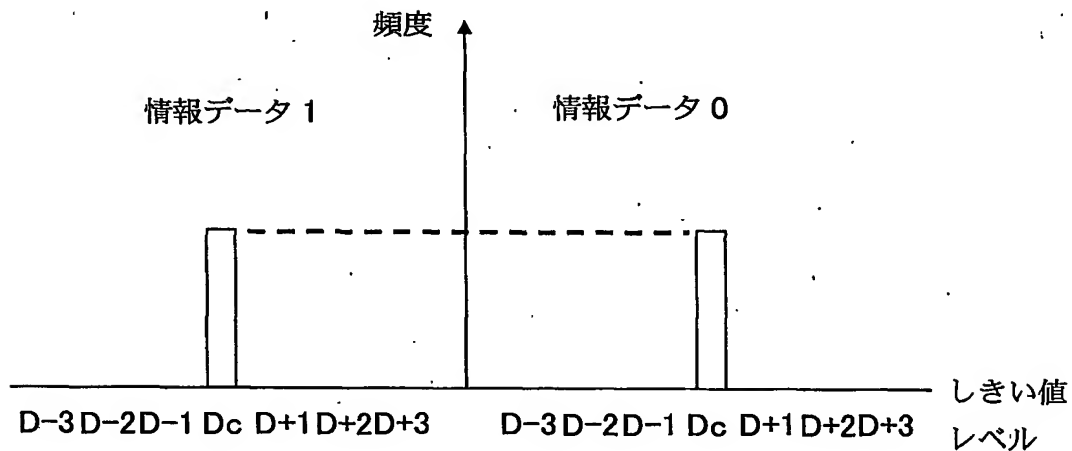 頻度
情報データ 1
情報データ 0
D-3 D-2 D-1 Dc D+1 D+2 D+3
D-3 D-2 D-1 Dc D+1 D+2 D+3
しきい値
レベル